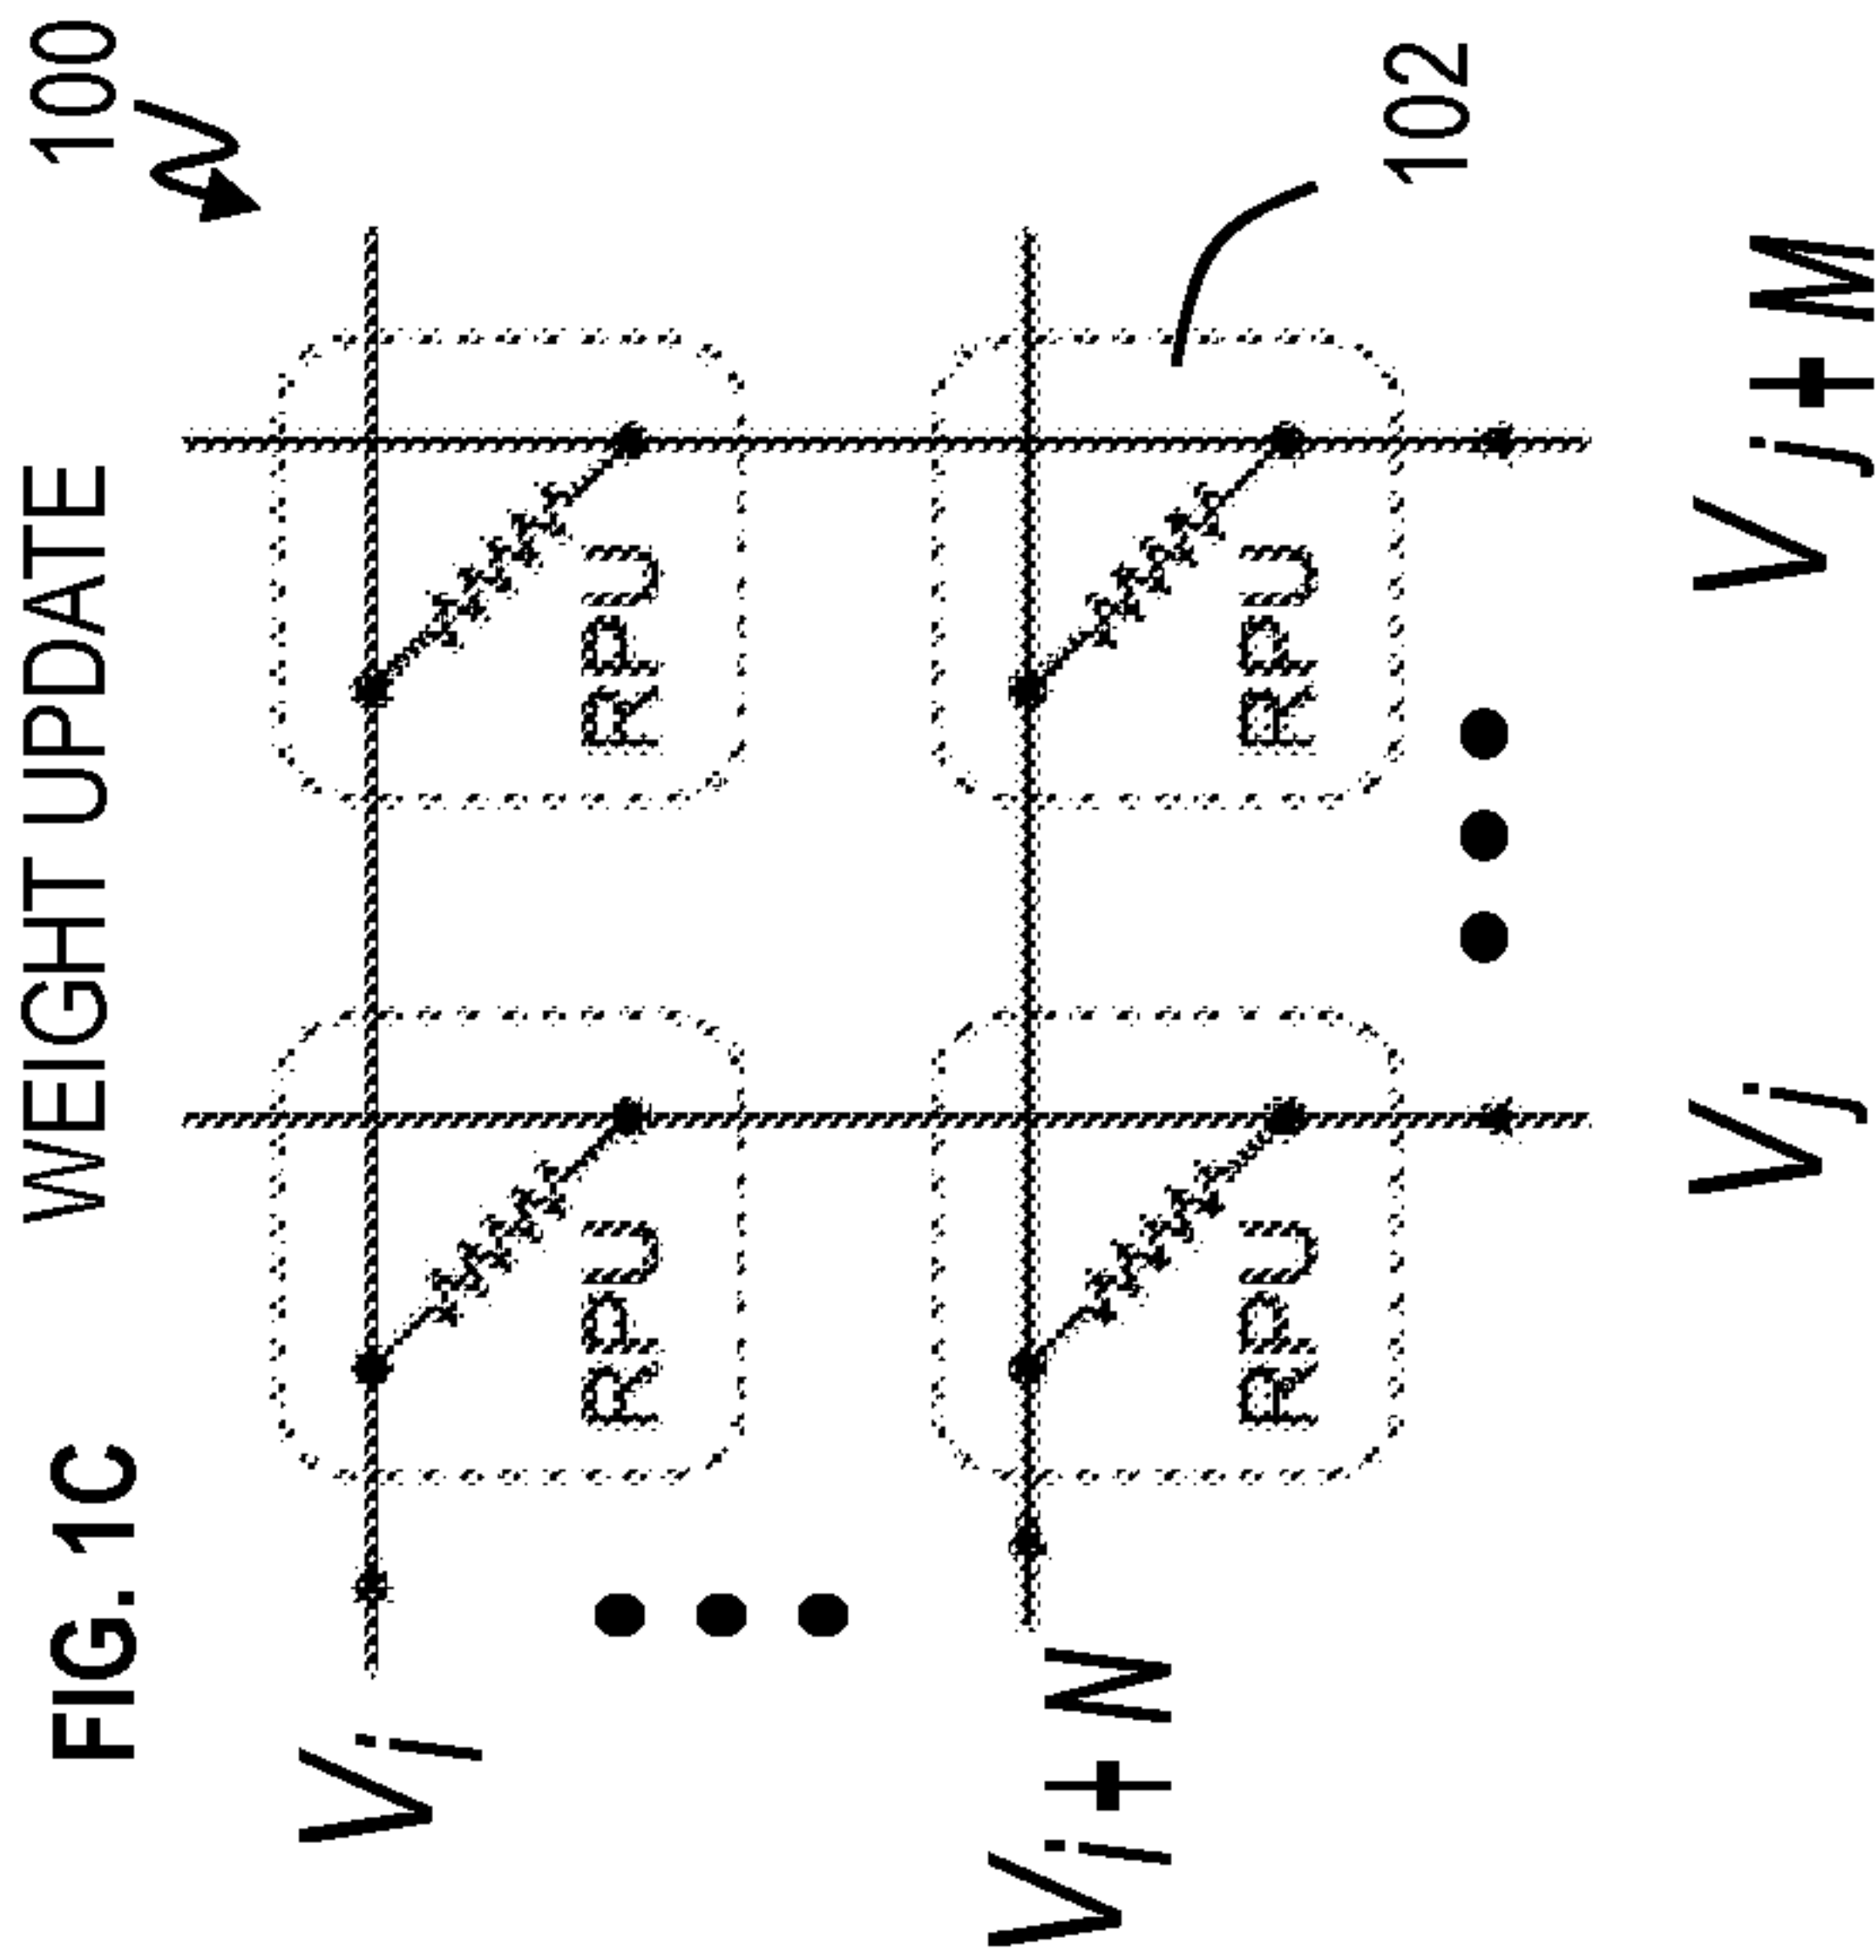 FIG. 1C
WEIGHT UPDATE
100
Vi
RPU
RPU
Vi+N
RPU
RPU
102
Vj
Vj+M